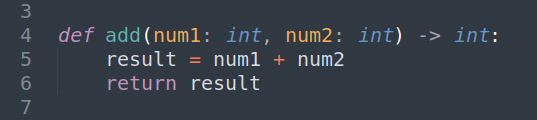 3
4 def add(num1: int, num2: int) -> int:
5     result = num1 + num2
6     return result
7